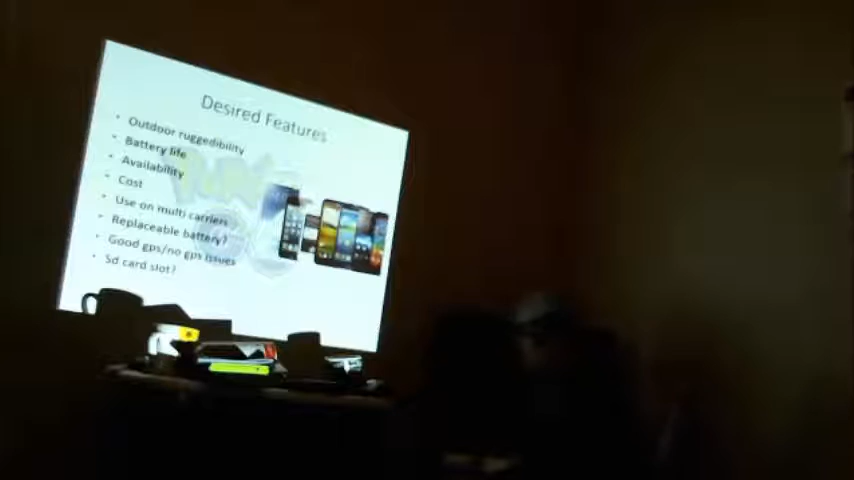 Desired Features
• Outdoor ruggedibility
• Battery life
• Availability
• Cost
• Use on multi carriers
• Replaceable battery?
• Good gps/no gps issues
• Sd card slot?